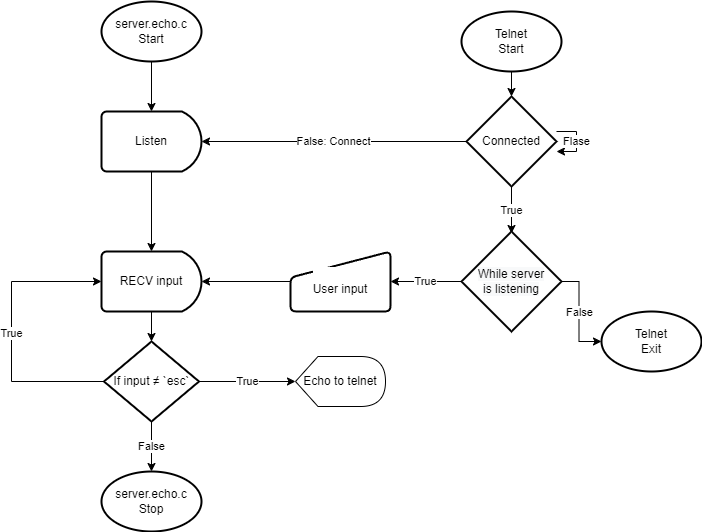 server.echo.c
Start
Telnet
Start
Listen
False: Connect
Connected
Flase
True
RECV input
User input
True
While server
is listening
False
Telnet
Exit
True
If input ≠ `esc`
True
Echo to telnet
False
server.echo.c
Stop